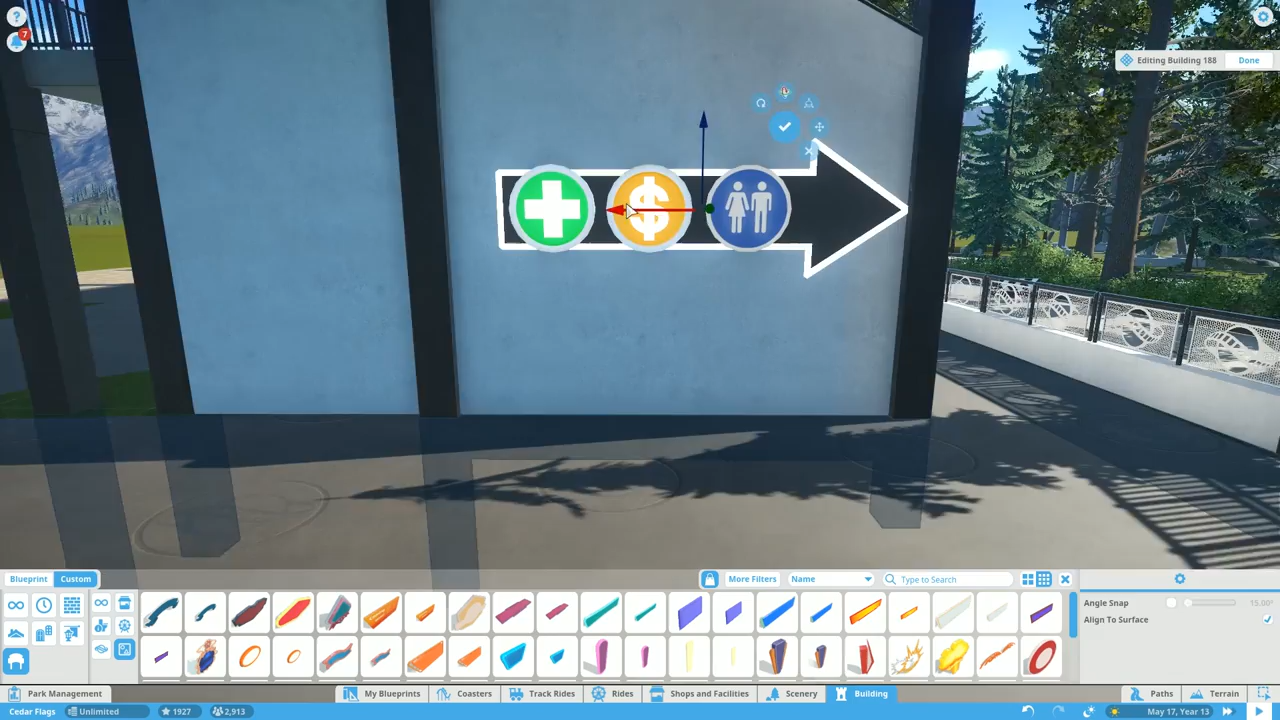 ?
7
Editing Building 188
Done
$
Blueprint
Custom
More Filters
Name
Type to Search
Angle Snap
15.00°
Align To Surface
Park Management
My Blueprints
Coasters
Track Rides
Rides
Shops and Facilities
Scenery
Building
Paths
Terrain
Cedar Flags
Unlimited
1927
2,913
May 17, Year 13